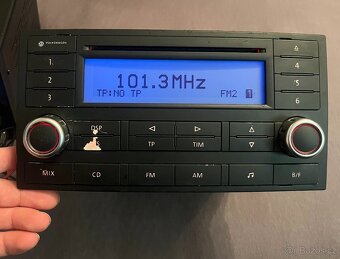 VOLKSWAGEN
1
2
3
101.3MHz
TP:NO TP
FM2
4
5
6
DSP
TP
TIM
MIX
CD
FM
AM
B/F